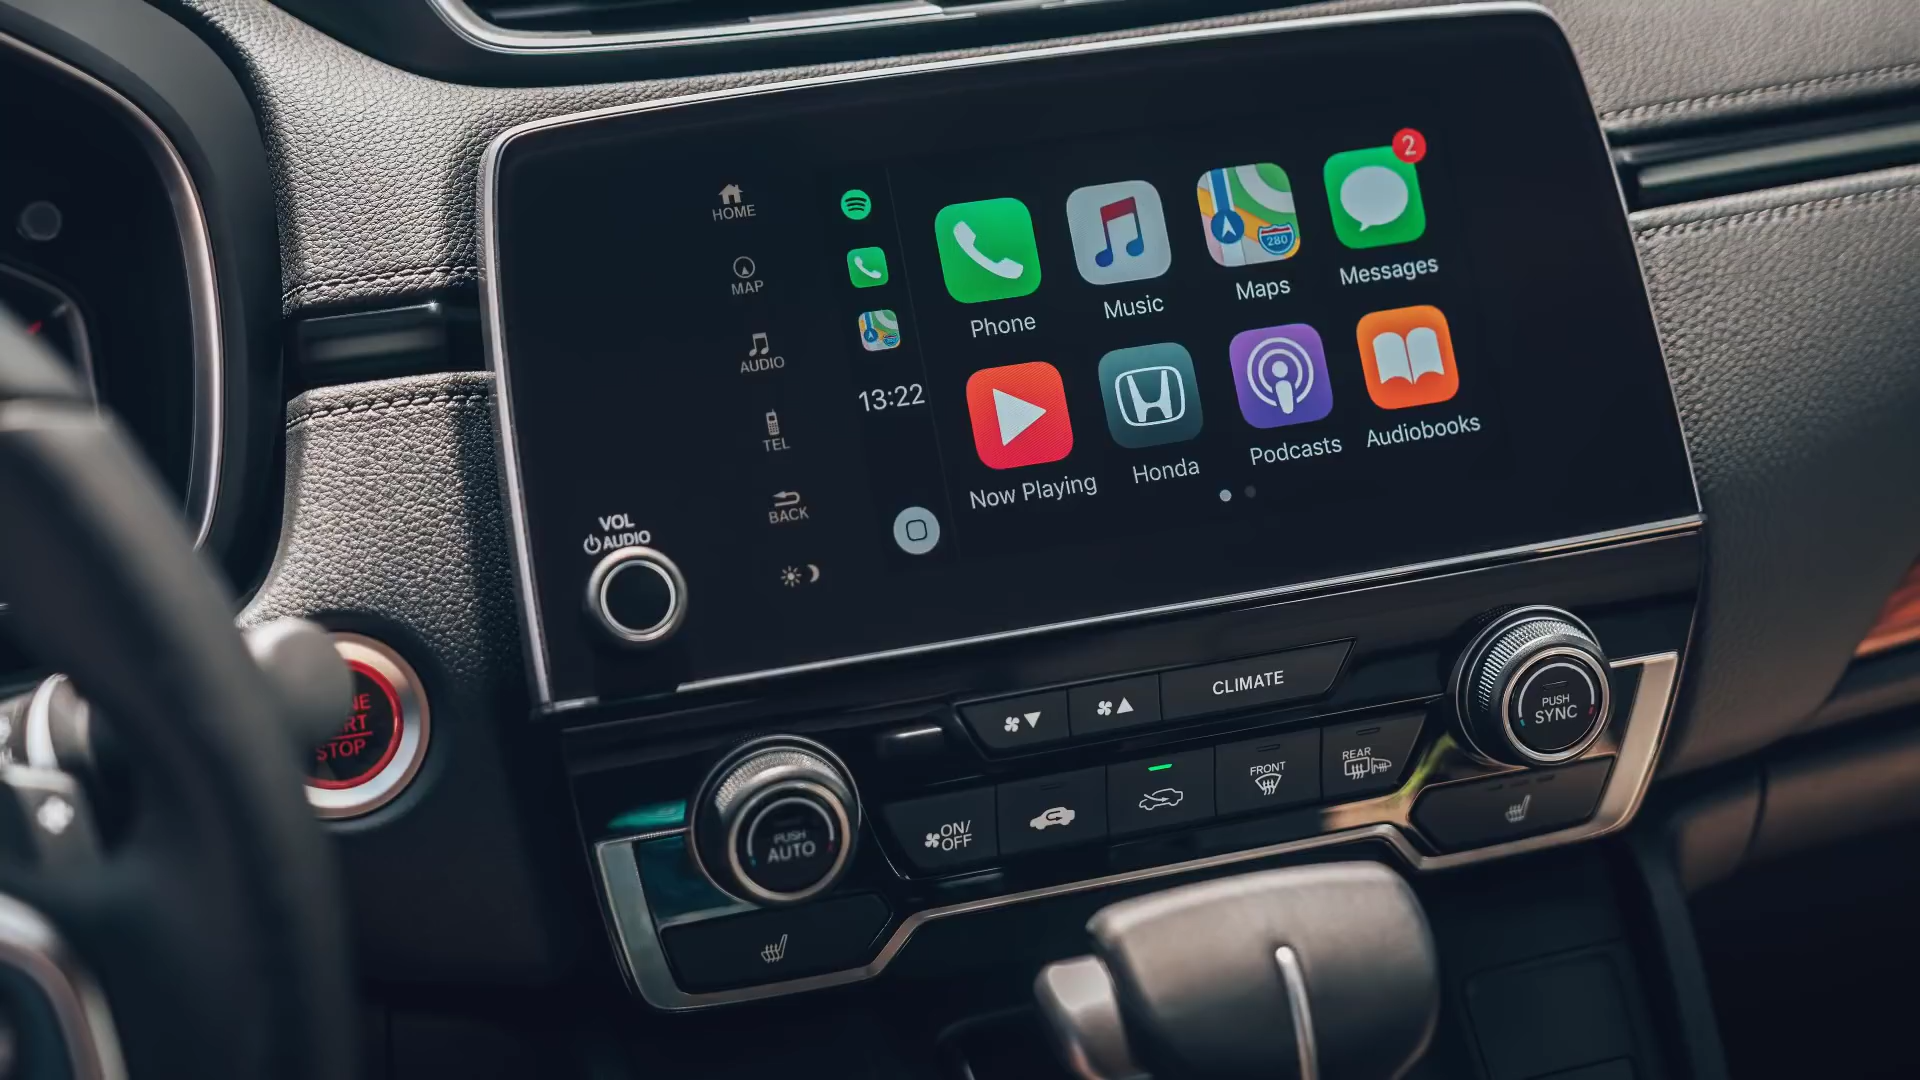 HOME
MAP
AUDIO
TEL
BACK
VOL
AUDIO
13:22
280
2
Phone
Music
Maps
Messages
Now Playing
Honda
Podcasts
Audiobooks
CLIMATE
PUSH
SYNC
PUSH
AUTO
ON/
OFF
FRONT
REAR
STOP